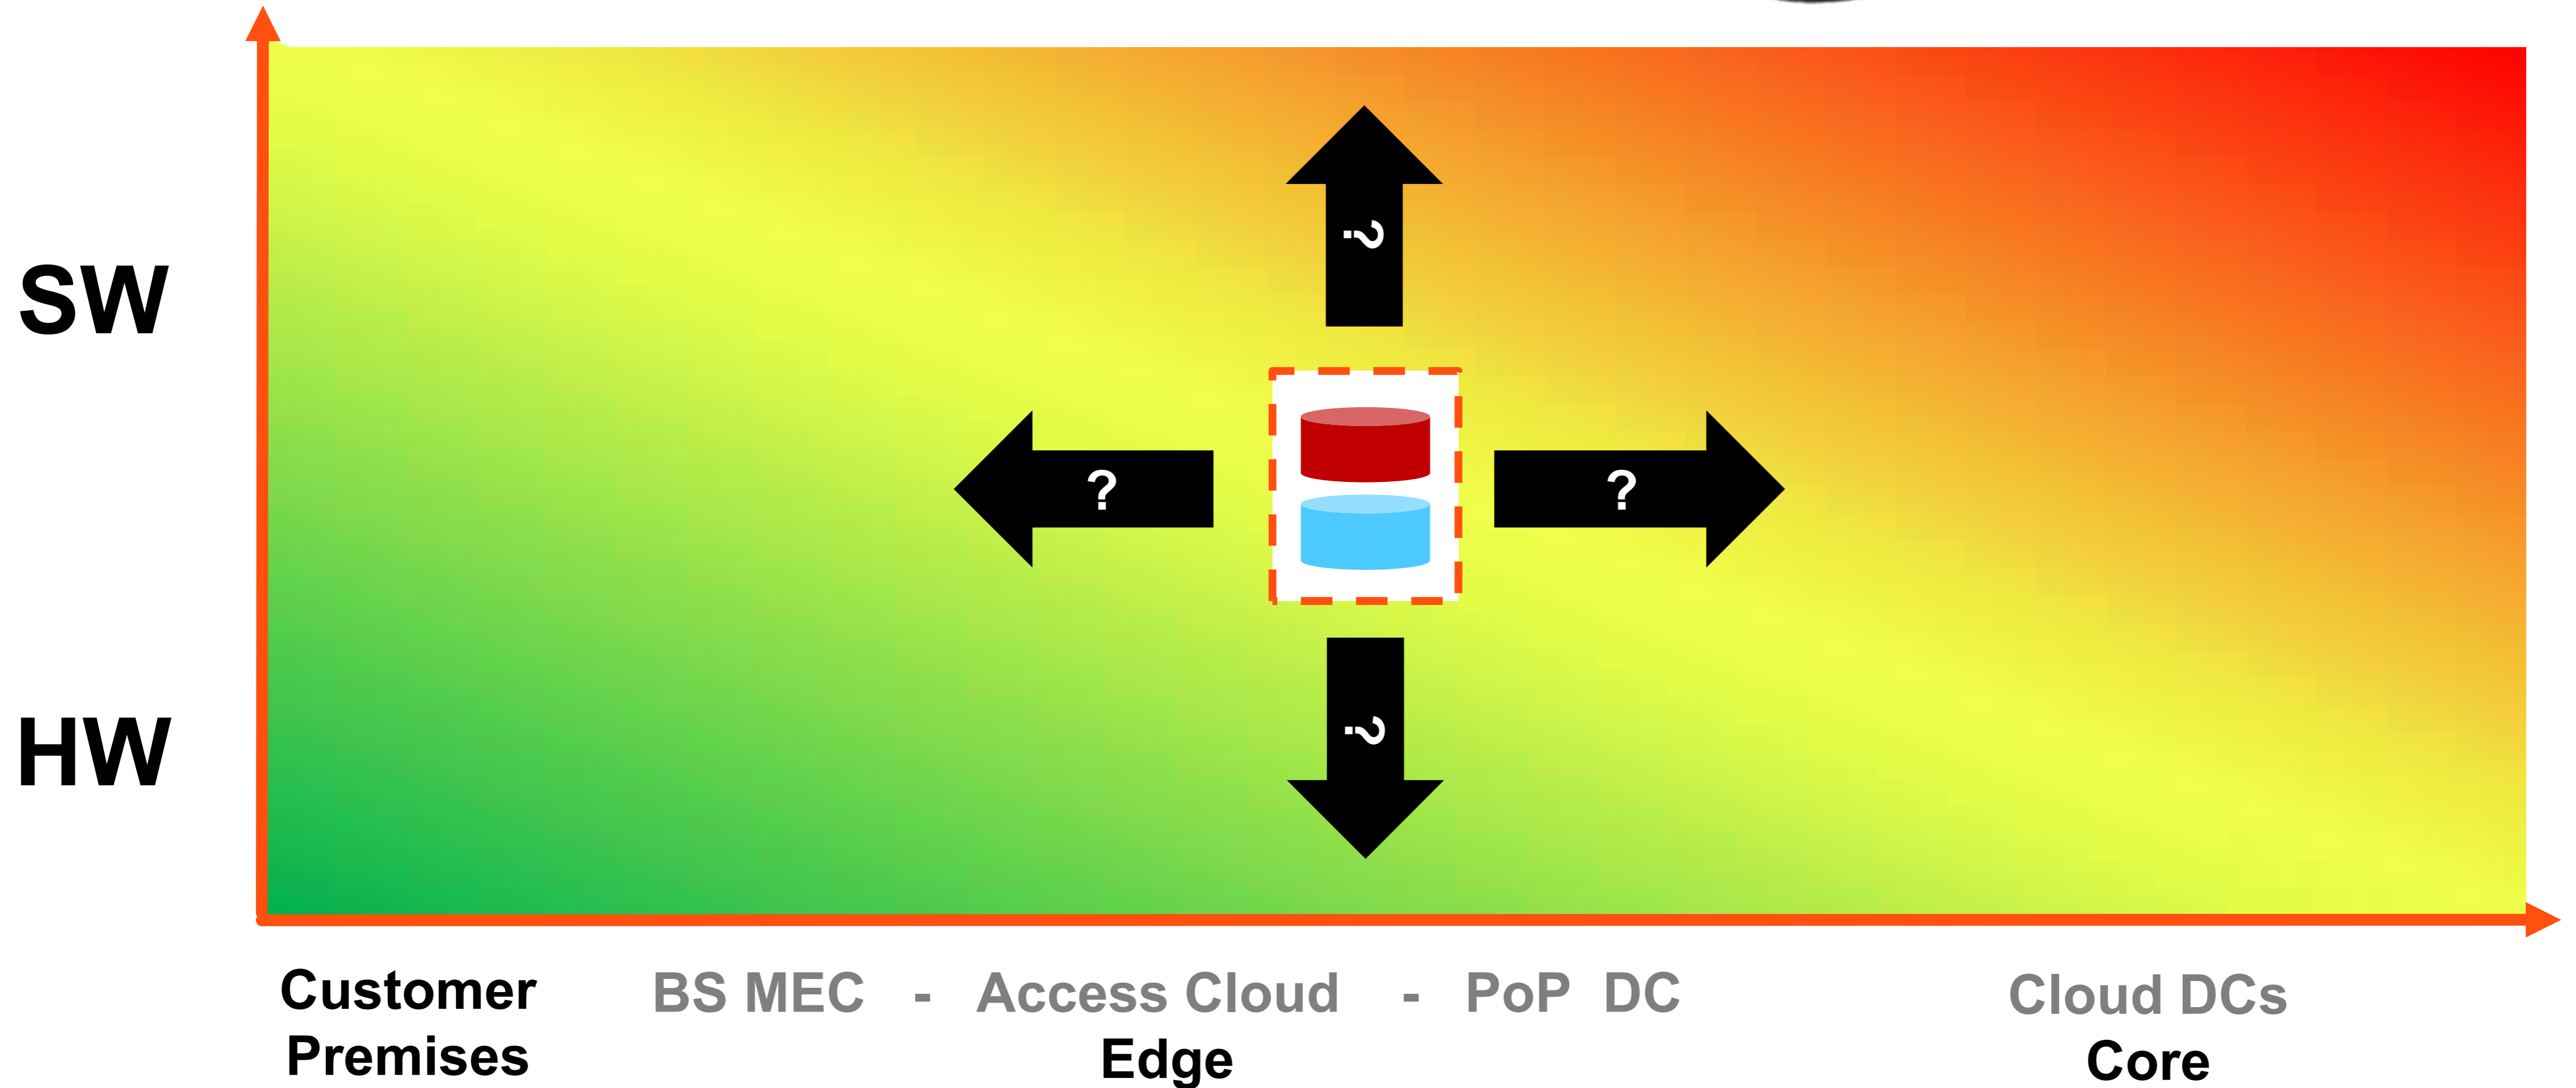 ?
SW
? ?
HW
?
Customer Premises
BS MEC - Access Cloud - PoP DC
Edge
Cloud DCs
Core